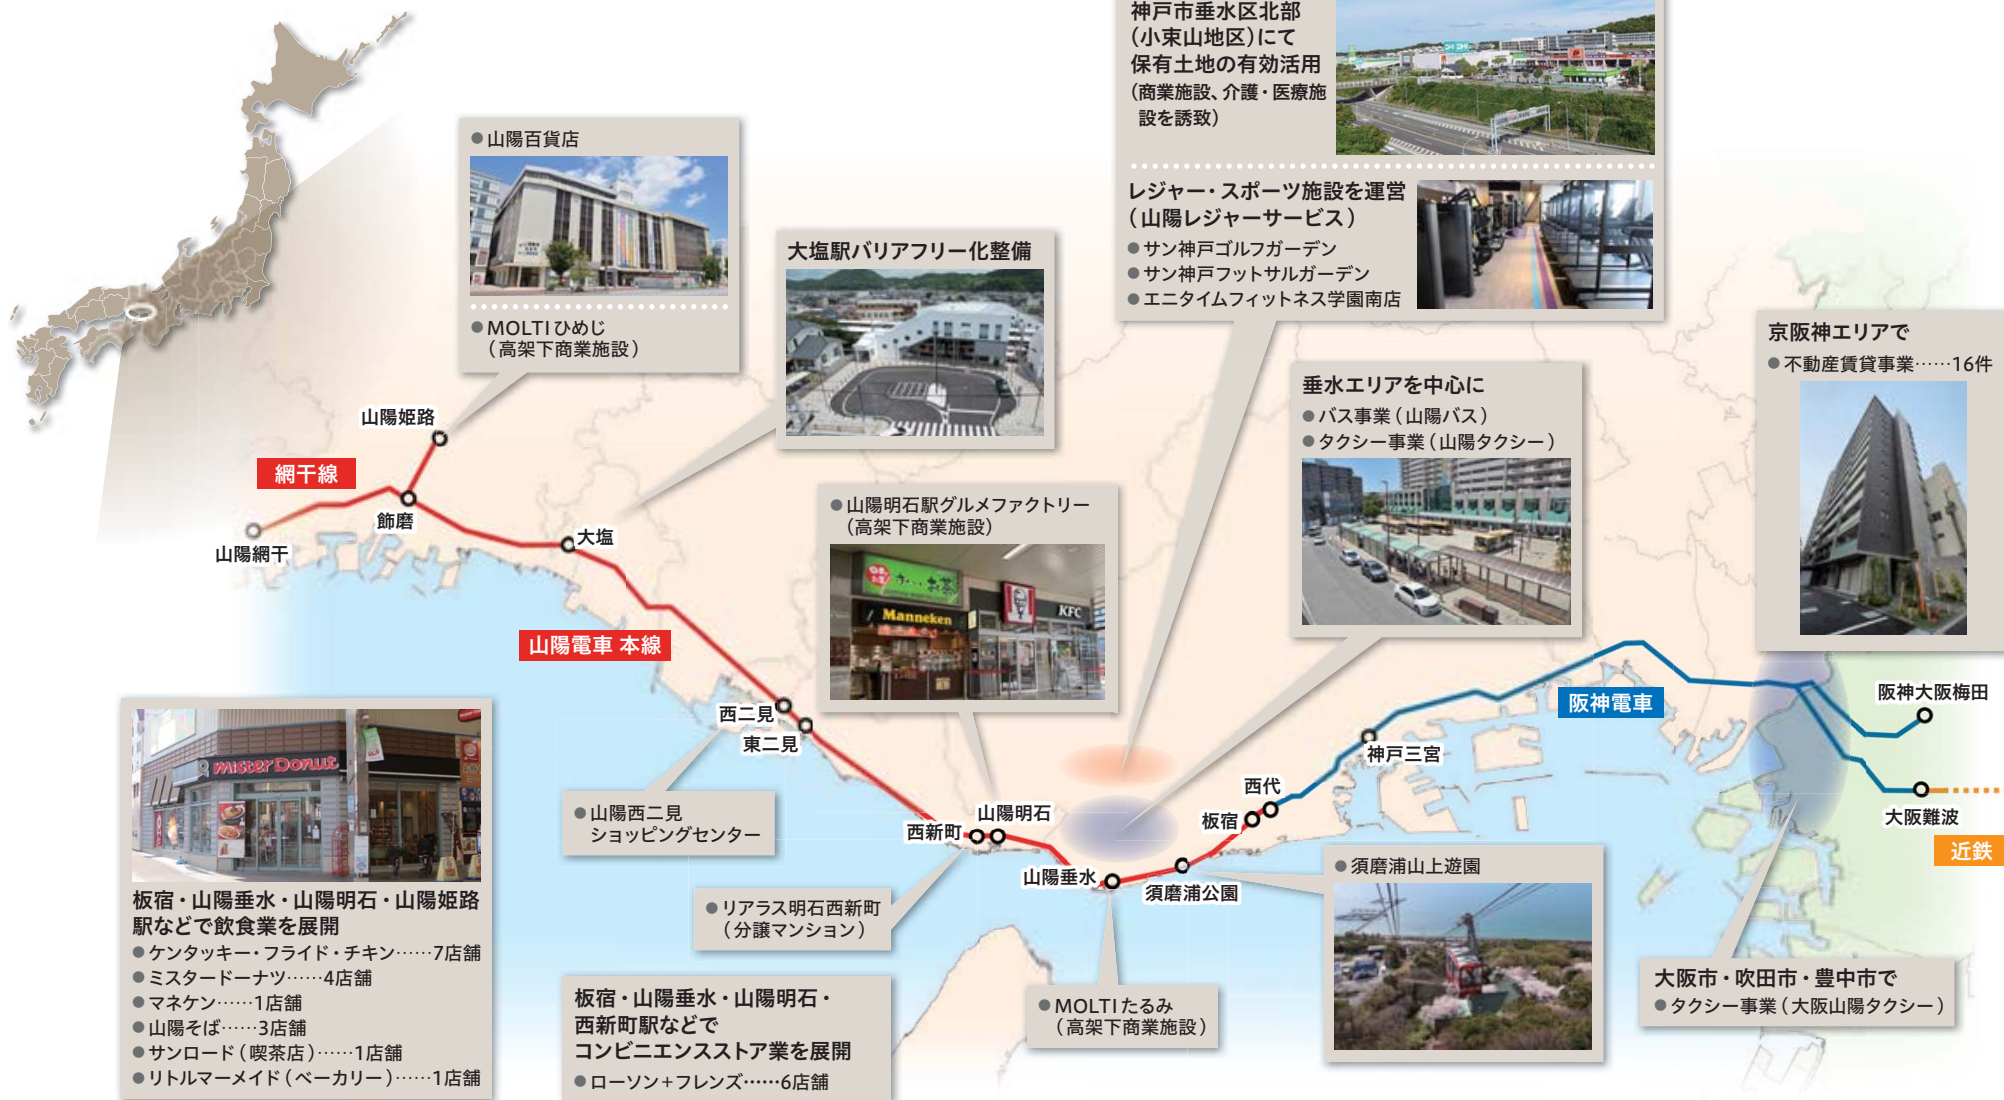 神戸市垂水区北部
（小束山地区）にて
保有土地の有効活用
（商業施設、介護・医療施
設を誘致）
レジャー・スポーツ施設を運営
（山陽レジャーサービス）
●サン神戸ゴルフガーデン
●サン神戸フットサルガーデン
●エニタイムフィットネス学園南店
●山陽百貨店
●MOLTIひめじ
（高架下商業施設）
大塩駅バリアフリー化整備
京阪神エリアで
●不動産賃貸事業……16件
垂水エリアを中心に
●バス事業（山陽バス）
●タクシー事業（山陽タクシー）
●山陽明石駅グルメファクトリー
（高架下商業施設）
Manneken
KFC
お茶
山陽姫路
網干線
飾磨
山陽網干
大塩
山陽電車 本線
西二見
東二見
西新町
山陽明石
山陽垂水
須磨浦公園
板宿
西代
神戸三宮
阪神電車
阪神大阪梅田
大阪難波
近鉄
●山陽西二見
ショッピングセンター
●リアラス明石西新町
（分譲マンション）
●MOLTIたるみ
（高架下商業施設）
●須磨浦山上遊園
大阪市・吹田市・豊中市で
●タクシー事業（大阪山陽タクシー）
mister Donut
板宿・山陽垂水・山陽明石・山陽姫路
駅などで飲食業を展開
●ケンタッキー・フライド・チキン……7店舗
●ミスタードーナツ……4店舗
●マネケン……1店舗
●山陽そば……3店舗
●サンロード（喫茶店）……1店舗
●リトルマーメイド（ベーカリー）……1店舗
板宿・山陽垂水・山陽明石・
西新町駅などで
コンビニエンスストア業を展開
●ローソン＋フレンズ……6店舗